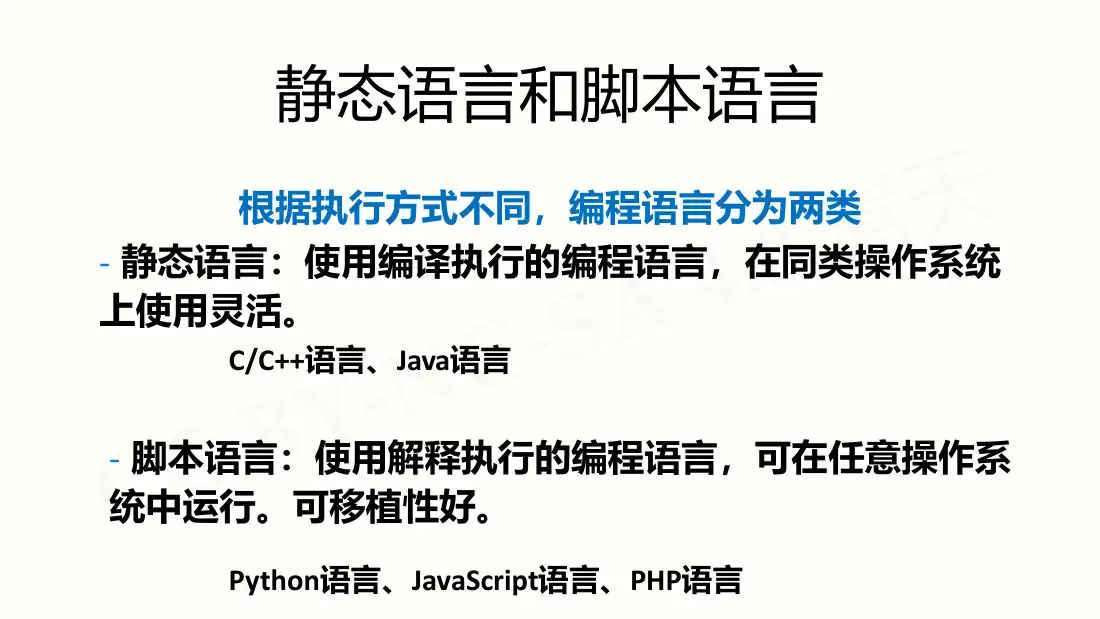 静态语言和脚本语言
根据执行方式不同，编程语言分为两类
- 静态语言：使用编译执行的编程语言，在同类操作系统
上使用灵活。
C/C++语言、Java语言
- 脚本语言：使用解释执行的编程语言，可在任意操作系
统中运行。可移植性好。
Python语言、JavaScript语言、PHP语言